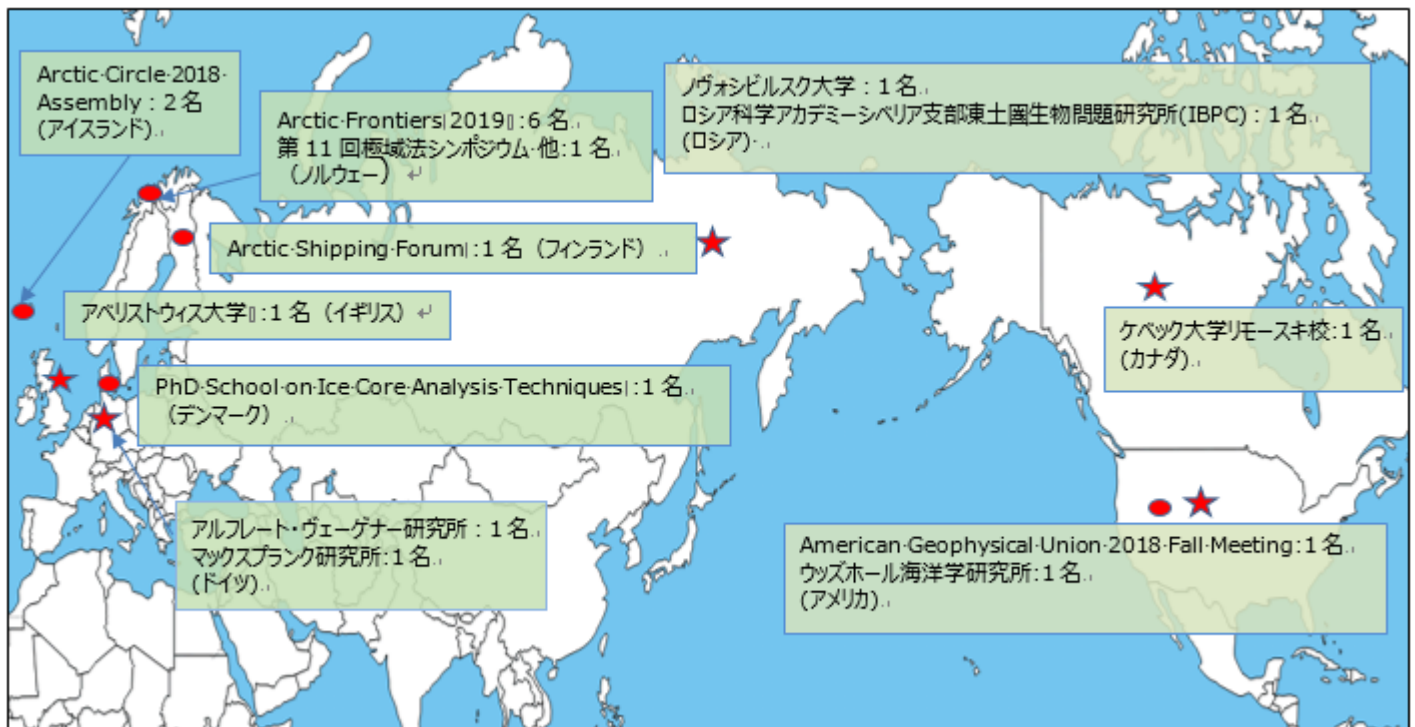 Arctic·Circle·2018·
Assembly：2名
(アイスランド)
Arctic·Frontiers 2019：6 名
第 11 回極域法シンポジウム·他:1 名
（ノルウェー）
ノヴォシビルスク大学：1 名
ロシア科学アカデミーシベリア支部凍土圏生物問題研究所(IBPC)：1 名
(ロシア)·
Arctic·Shipping·Forum :1 名（フィンランド）
アベリストウィス大学:1 名（イギリス）
ケベック大学リモースキ校:1 名
(カナダ)
PhD·School·on·Ice·Core·Analysis·Techniques :1 名
（デンマーク）
アルフレート・ヴェーゲナー研究所：1 名
マックスプランク研究所:1 名
(ドイツ)
American·Geophysical·Union·2018·Fall·Meeting:1 名
ウッズホール海洋学研究所:1 名
(アメリカ)